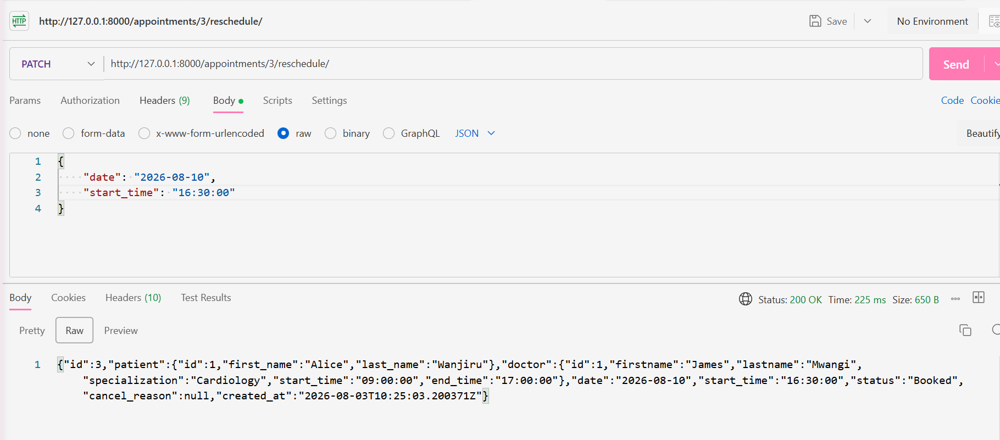 HTTP http://127.0.0.1:8000/appointments/3/reschedule/ Save No Environment
PATCH http://127.0.0.1:8000/appointments/3/reschedule/ Send
Params Authorization Headers (9) Body Scripts Settings Code Cookie
none form-data x-www-form-urlencoded raw binary GraphQL JSON Beautify
1 {
2 "date": "2026-08-10",
3 "start_time": "16:30:00"
4 }
Body Cookies Headers (10) Test Results Status: 200 OK Time: 225 ms Size: 650 B
Pretty Raw Preview
1 {"id":3,"patient":{"id":1,"first_name":"Alice","last_name":"Wanjiru"},"doctor":{"id":1,"firstname":"James","lastname":"Mwangi",
"specialization":"Cardiology","start_time":"09:00:00","end_time":"17:00:00"},"date":"2026-08-10","start_time":"16:30:00","status":"Booked",
"cancel_reason":null,"created_at":"2026-08-03T10:25:03.200371Z"}